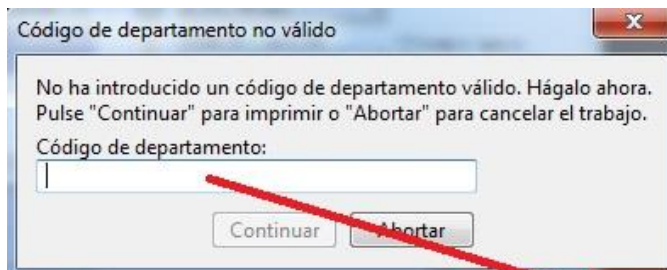 Código de departamento no válido
No ha introducido un código de departamento válido. Hágalo ahora.
Pulse "Continuar" para imprimir o "Abortar" para cancelar el trabajo.
Código de departamento:
Continuar Abortar